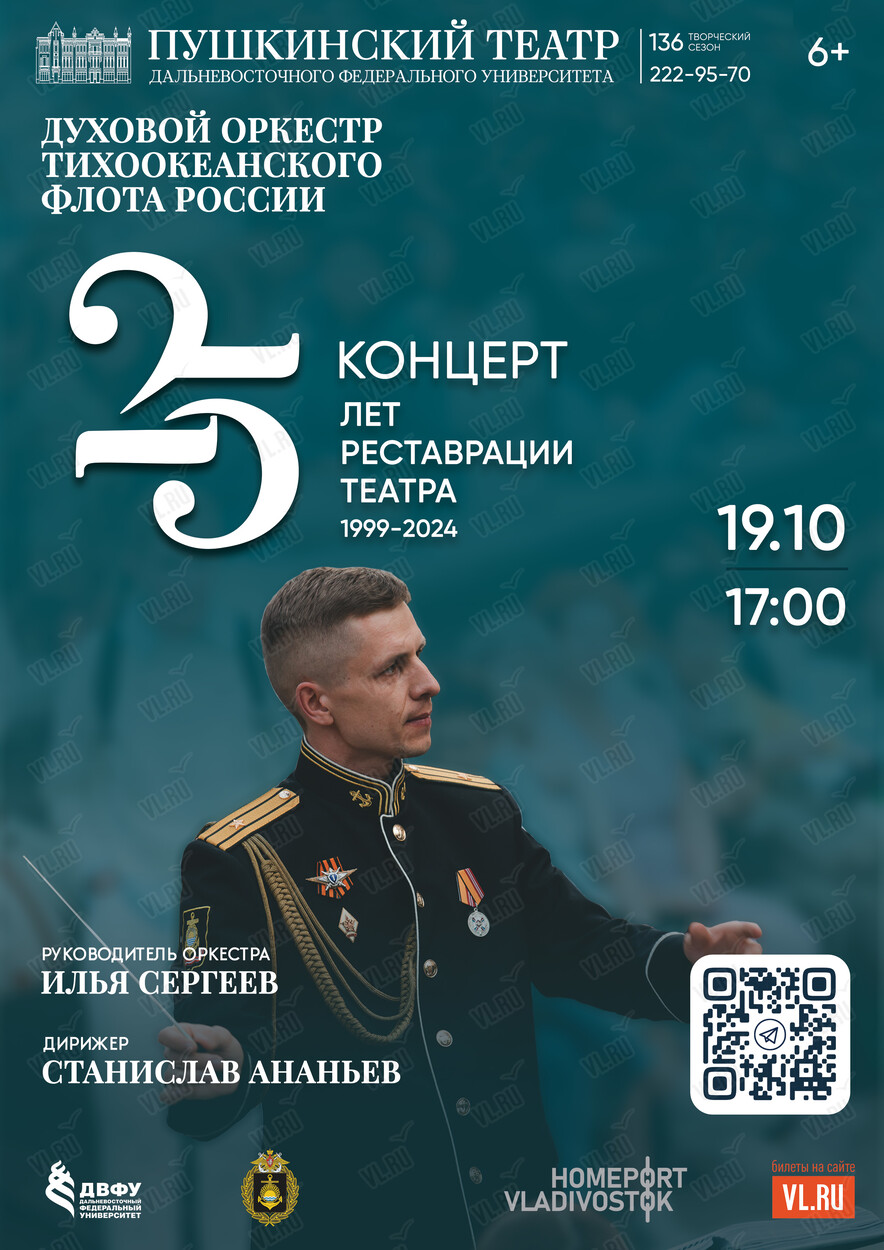 ПУШКИНСКИЙ ТЕАТР
ДАЛЬНЕВОСТОЧНОГО ФЕДЕРАЛЬНОГО УНИВЕРСИТЕТА
136 ТВОРЧЕСКИЙ
СЕЗОН
222-95-70
6+
ДУХОВОЙ ОРКЕСТР
ТИХООКЕАНСКОГО
ФЛОТА РОССИИ
25
КОНЦЕРТ
ЛЕТ
РЕСТАВРАЦИИ
ТЕАТРА
1999-2024
19.10
17:00
РУКОВОДИТЕЛЬ ОРКЕСТРА
ИЛЬЯ СЕРГЕЕВ
ДИРИЖЕР
СТАНИСЛАВ АНАНЬЕВ
ДВФУ
ДАЛЬНЕВОСТОЧНЫЙ
ФЕДЕРАЛЬНЫЙ
УНИВЕРСИТЕТ
HOMEPORT
VLADIVOSTOK
билеты на сайте
VL.RU